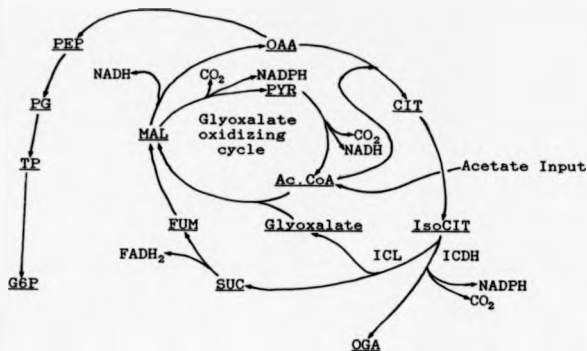 PEP
OAA
NADH
CO2
NADPH
PYR
PG
CIT
Glyoxalate
oxidizing
cycle
MAL
CO2
NADH
TP
Ac.CoA
Acetate Input
FUM
Glyoxalate
IsoCIT
FADH2
ICL
ICDH
G6P
SUC
NADPH
CO2
OGA